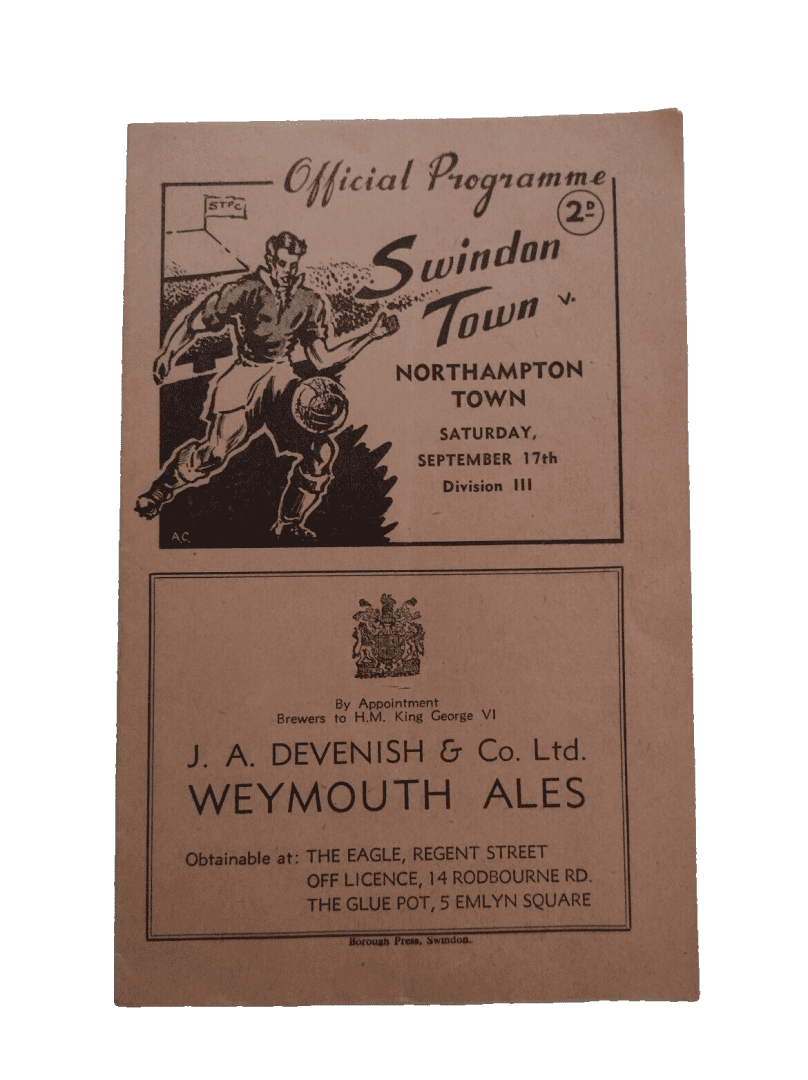 Official Programme
2D
STFC
Swindon
Town v.
NORTHAMPTON
TOWN
SATURDAY,
SEPTEMBER 17th
Division III
A.C.
By Appointment
Brewers to H.M. King George VI
J. A. DEVENISH & Co. Ltd.
WEYMOUTH ALES
Obtainable at: THE EAGLE, REGENT STREET
OFF LICENCE, 14 RODBOURNE RD.
THE GLUE POT, 5 EMLYN SQUARE
Borough Press, Swindon.